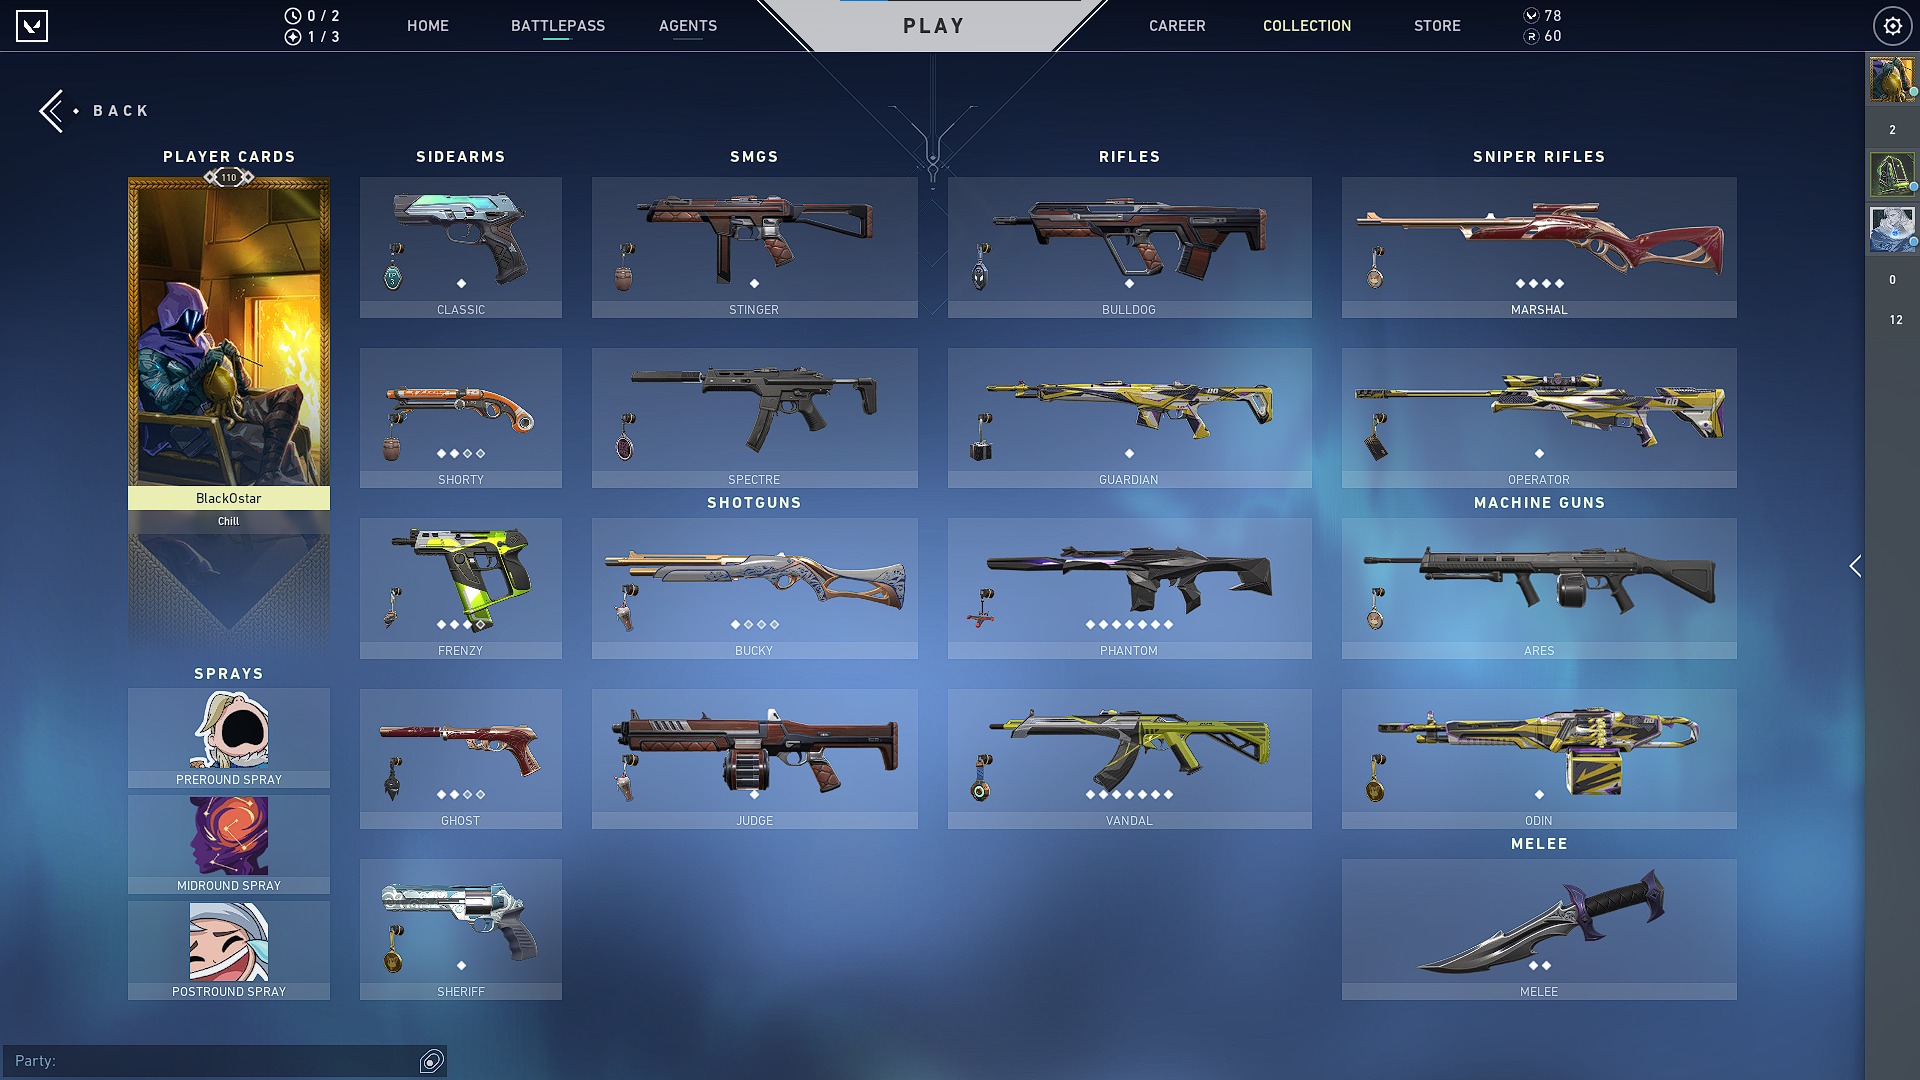 0 / 2
1 / 3
HOME
BATTLEPASS
AGENTS
PLAY
CAREER
COLLECTION
STORE
78
60
BACK
2
0
12
PLAYER CARDS
110
BlackOstar
Chill
SPRAYS
PREROUND SPRAY
MIDROUND SPRAY
POSTROUND SPRAY
SIDEARMS
CLASSIC
SHORTY
FRENZY
GHOST
SHERIFF
SMGS
STINGER
SPECTRE
SHOTGUNS
BUCKY
JUDGE
RIFLES
BULLDOG
GUARDIAN
PHANTOM
VANDAL
SNIPER RIFLES
MARSHAL
OPERATOR
MACHINE GUNS
ARES
ODIN
MELEE
MELEE
Party: